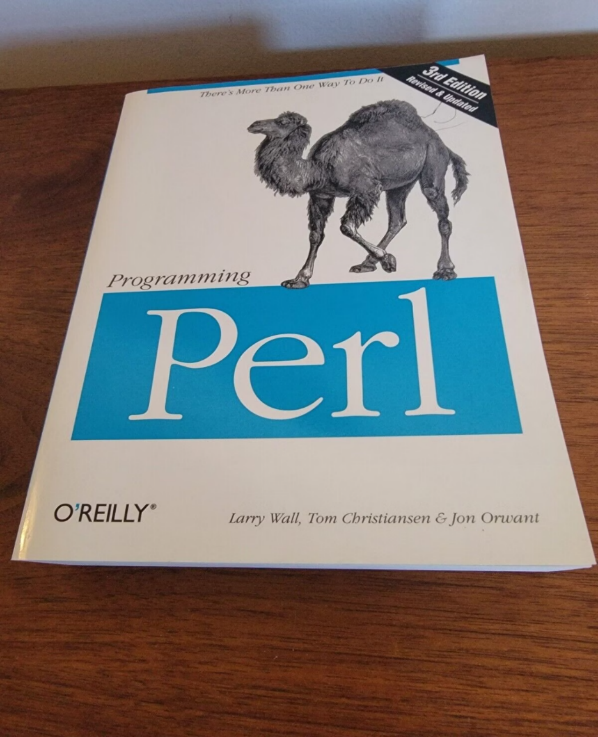 There's More Than One Way To Do It
3rd Edition
Revised & Updated
Programming
Perl
O'REILLY®
Larry Wall, Tom Christiansen & Jon Orwant